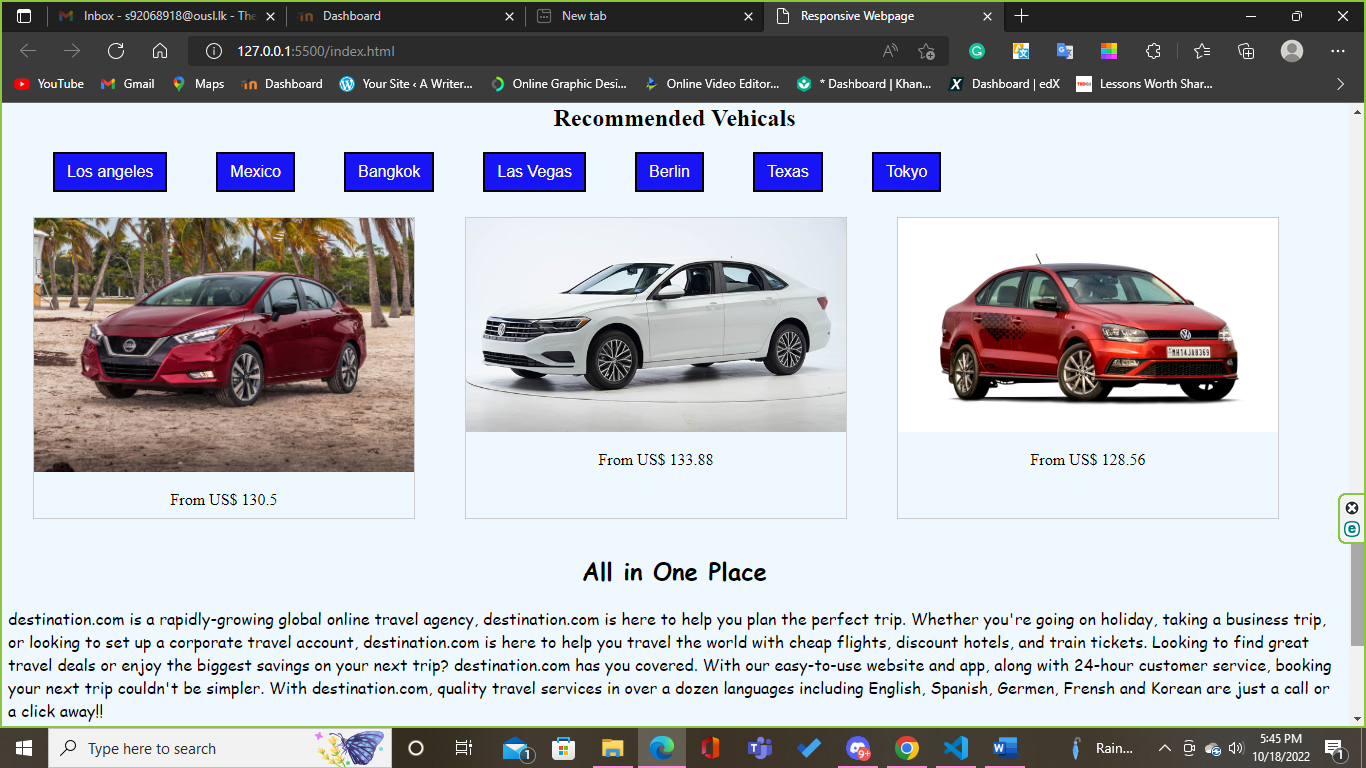 Inbox - s92068918@ousl.lk - The
Dashboard
New tab
Responsive Webpage
127.0.0.1:5500/index.html
YouTube
Gmail
Maps
Dashboard
Your Site ‹ A Writer...
Online Graphic Desi...
Online Video Editor...
* Dashboard | Khan...
Dashboard | edX
Lessons Worth Shar...
Recommended Vehicals
Los angeles
Mexico
Bangkok
Las Vegas
Berlin
Texas
Tokyo
MH14JA8369
From US$ 130.5
From US$ 133.88
From US$ 128.56
All in One Place
destination.com is a rapidly-growing global online travel agency, destination.com is here to help you plan the perfect trip. Whether you're going on holiday, taking a business trip,
or looking to set up a corporate travel account, destination.com is here to help you travel the world with cheap flights, discount hotels, and train tickets. Looking to find great
travel deals or enjoy the biggest savings on your next trip? destination.com has you covered. With our easy-to-use website and app, along with 24-hour customer service, booking
your next trip couldn't be simpler. With destination.com, quality travel services in over a dozen languages including English, Spanish, Germen, Frensh and Korean are just a call or
a click away!!
Type here to search
1
9+
Rain...
5:45 PM
10/18/2022
1